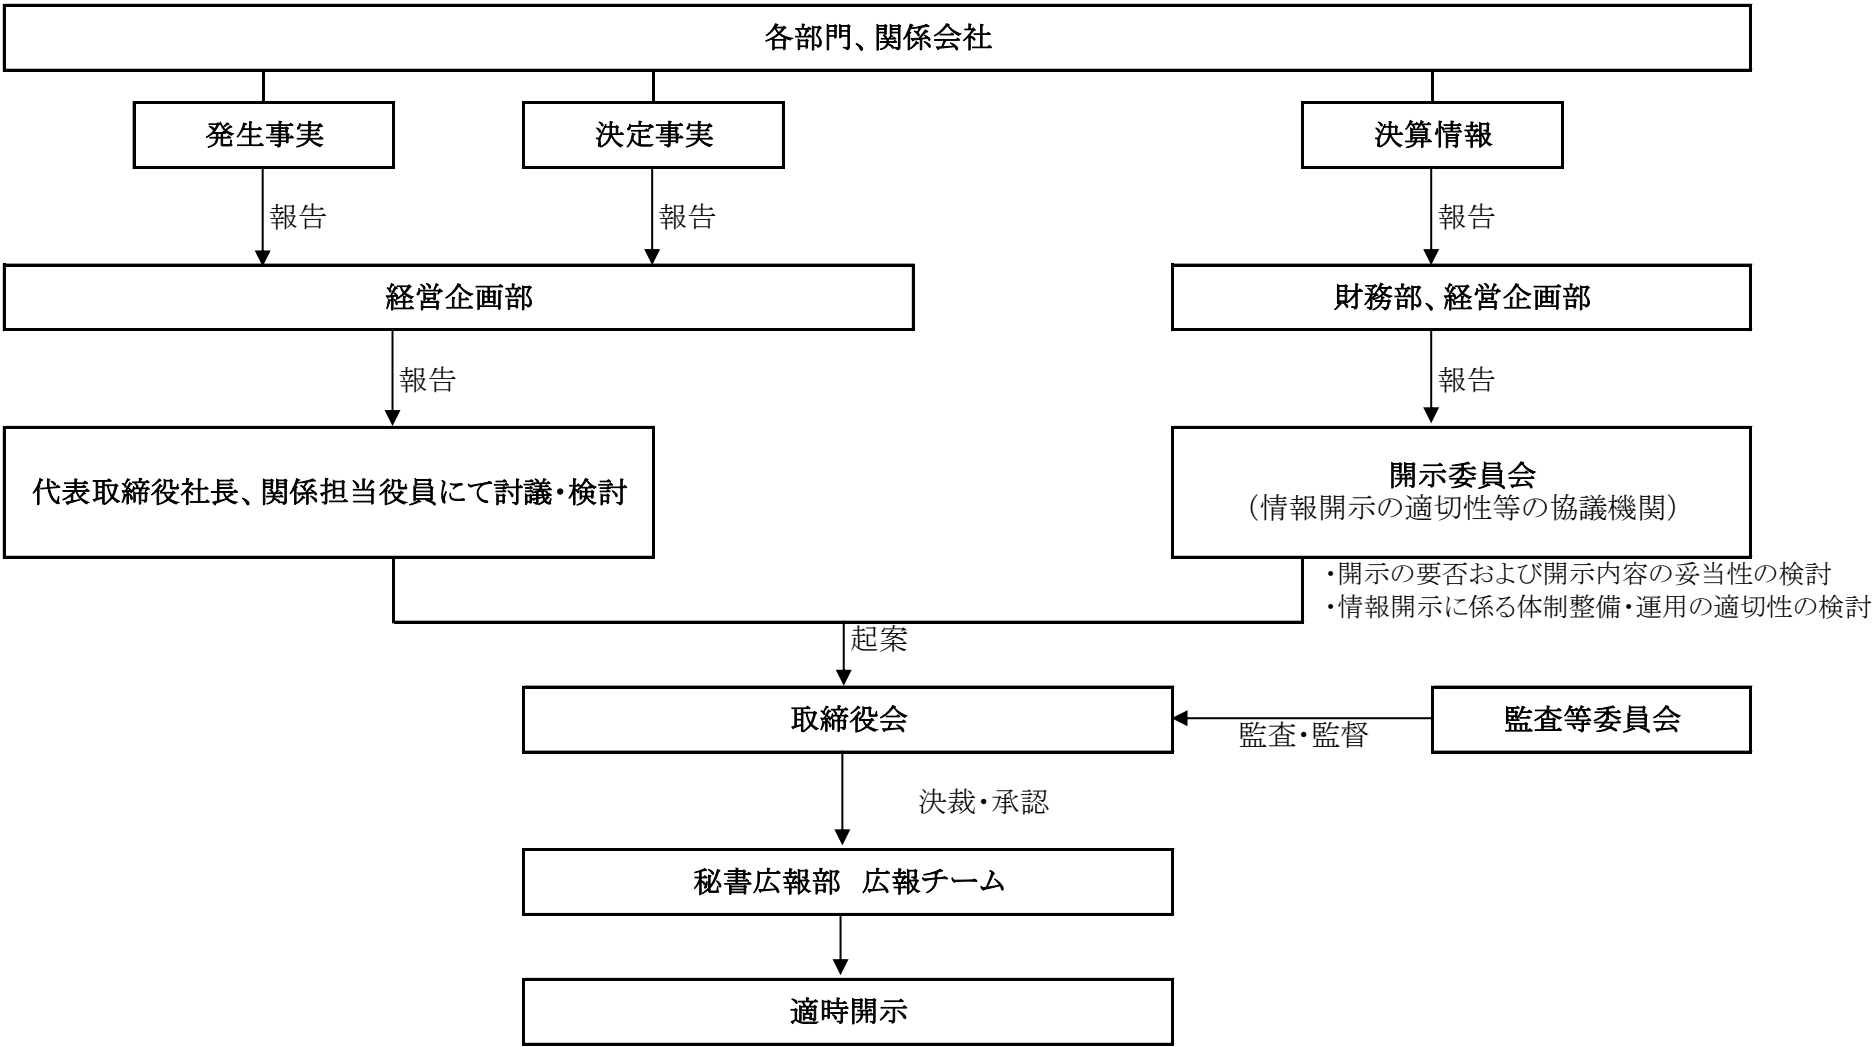 各部門、関係会社
発生事実
決定事実
決算情報
報告
報告
報告
経営企画部
財務部、経営企画部
報告
報告
代表取締役社長、関係担当役員にて討議・検討
開示委員会
（情報開示の適切性等の協議機関）
・開示の要否および開示内容の妥当性の検討
・情報開示に係る体制整備・運用の適切性の検討
起案
取締役会
監査・監督
監査等委員会
決裁・承認
秘書広報部　広報チーム
適時開示